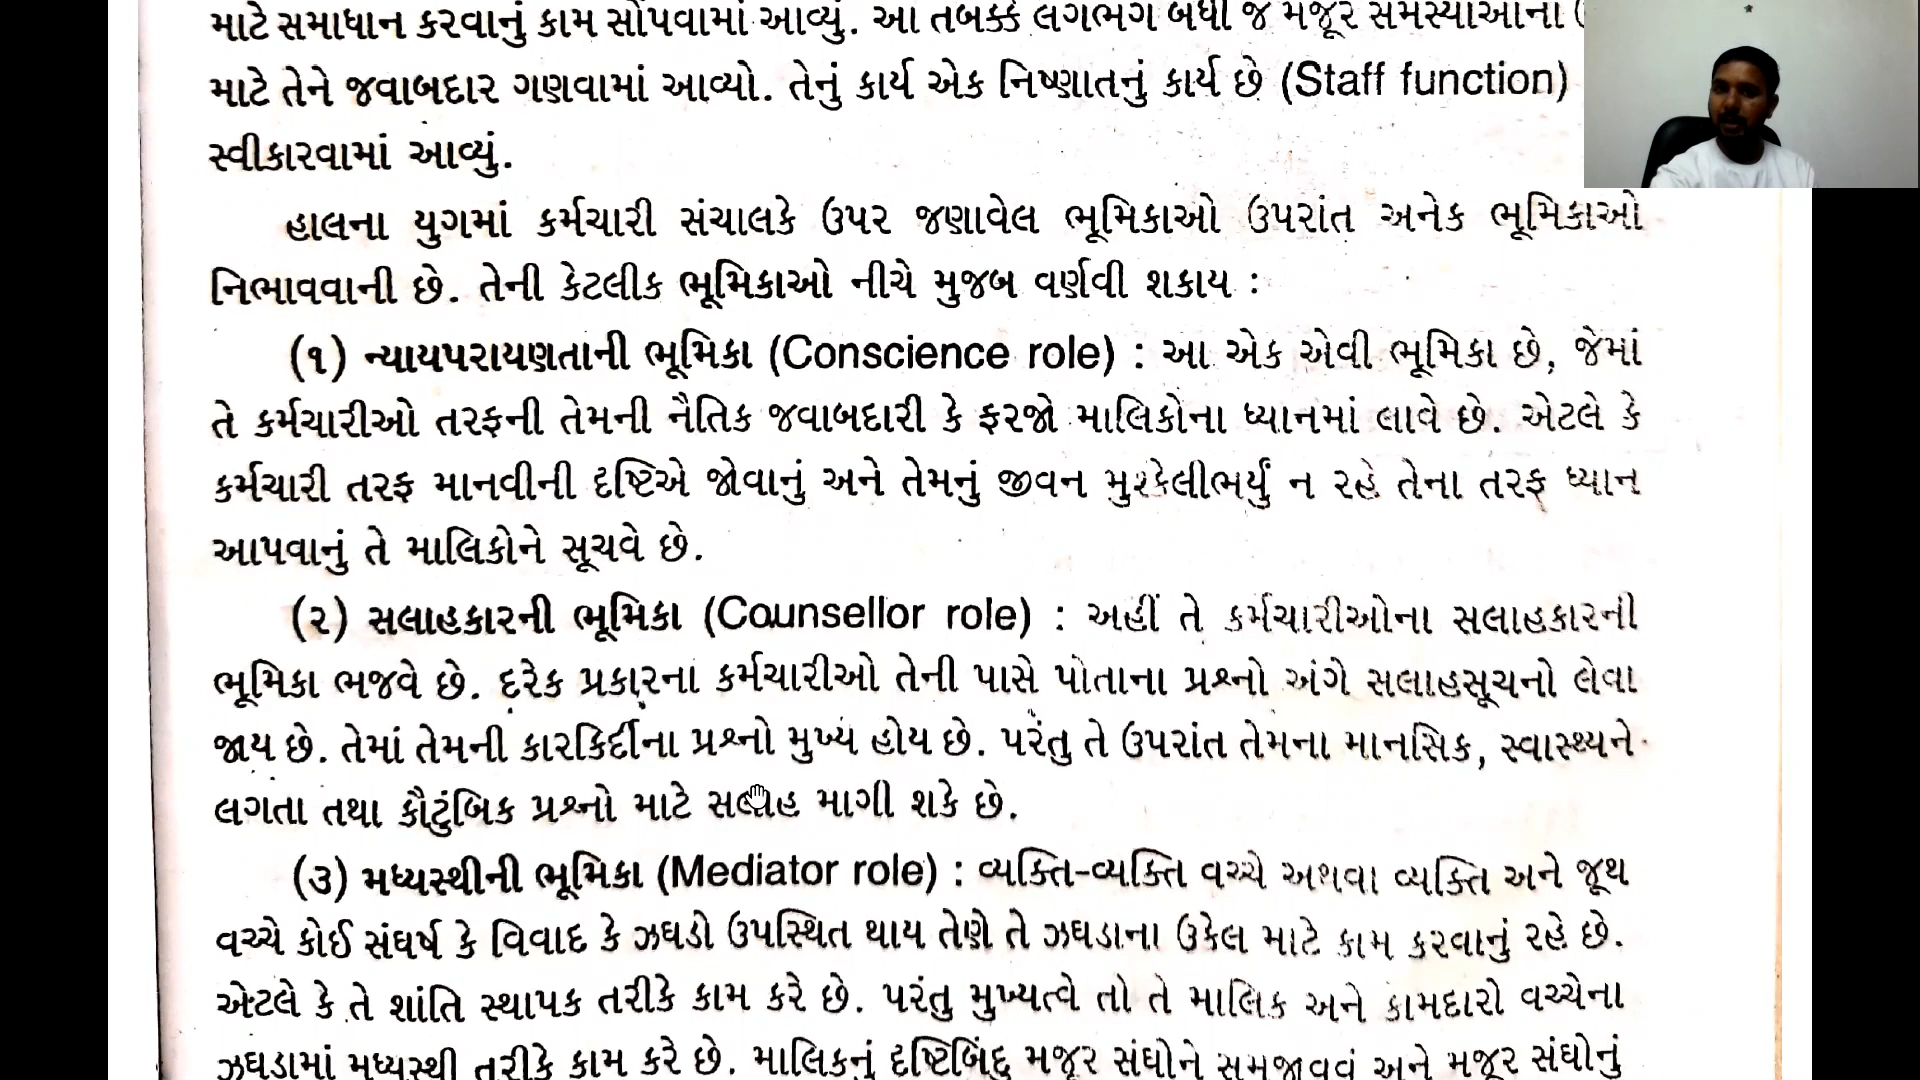 માટે સમાધાન કરવાનું કામ સોંપવામાં આવ્યું. આ તબક્કે લગભગ બધી જ મજૂર સમસ્યાઓના
માટે તેને જવાબદાર ગણવામાં આવ્યો. તેનું કાર્ય એક નિષ્ણાતનું કાર્ય છે (Staff function)
સ્વીકારવામાં આવ્યું.
હાલના યુગમાં કર્મચારી સંચાલકે ઉપર જણાવેલ ભૂમિકાઓ ઉપરાંત અનેક ભૂમિકાઓ
નિભાવવાની છે. તેની કેટલીક ભૂમિકાઓ નીચે મુજબ વર્ણવી શકાય :
(૧) ન્યાયપરાયણતાની ભૂમિકા (Conscience role) : આ એક એવી ભૂમિકા છે, જેમાં
તે કર્મચારીઓ તરફની તેમની નૈતિક જવાબદારી કે ફરજો માલિકોના ધ્યાનમાં લાવે છે. એટલે કે
કર્મચારી તરફ માનવીની દૃષ્ટિએ જોવાનું અને તેમનું જીવન મુશ્કેલીભર્યું ન રહે તેના તરફ ધ્યાન
આપવાનું તે માલિકોને સૂચવે છે.
(૨) સલાહકારની ભૂમિકા (Counsellor role) : અહીં તે કર્મચારીઓના સલાહકારની
ભૂમિકા ભજવે છે. દરેક પ્રકારના કર્મચારીઓ તેની પાસે પોતાના પ્રશ્નો અંગે સલાહસૂચનો લેવા
જાય છે. તેમાં તેમની કારકિર્દીના પ્રશ્નો મુખ્ય હોય છે. પરંતુ તે ઉપરાંત તેમના માનસિક, સ્વાસ્થ્યને
લગતા તથા કૌટુંબિક પ્રશ્નો માટે સલાહ માગી શકે છે.
(૩) મધ્યસ્થીની ભૂમિકા (Mediator role) : વ્યક્તિ-વ્યક્તિ વચ્ચે અથવા વ્યક્તિ અને જૂથ
વચ્ચે કોઈ સંઘર્ષ કે વિવાદ કે ઝઘડો ઉપસ્થિત થાય તેણે તે ઝઘડાના ઉકેલ માટે કામ કરવાનું રહે છે.
એટલે કે તે શાંતિ સ્થાપક તરીકે કામ કરે છે. પરંતુ મુખ્યત્વે તો તે માલિક અને કામદારો વચ્ચેના
ઝઘડામાં મધ્યસ્થી તરીકે કામ કરે છે. માલિકનું દૃષ્ટિબિંદુ મજૂર સંઘોને સમજાવવું અને મજૂર સંઘોનું